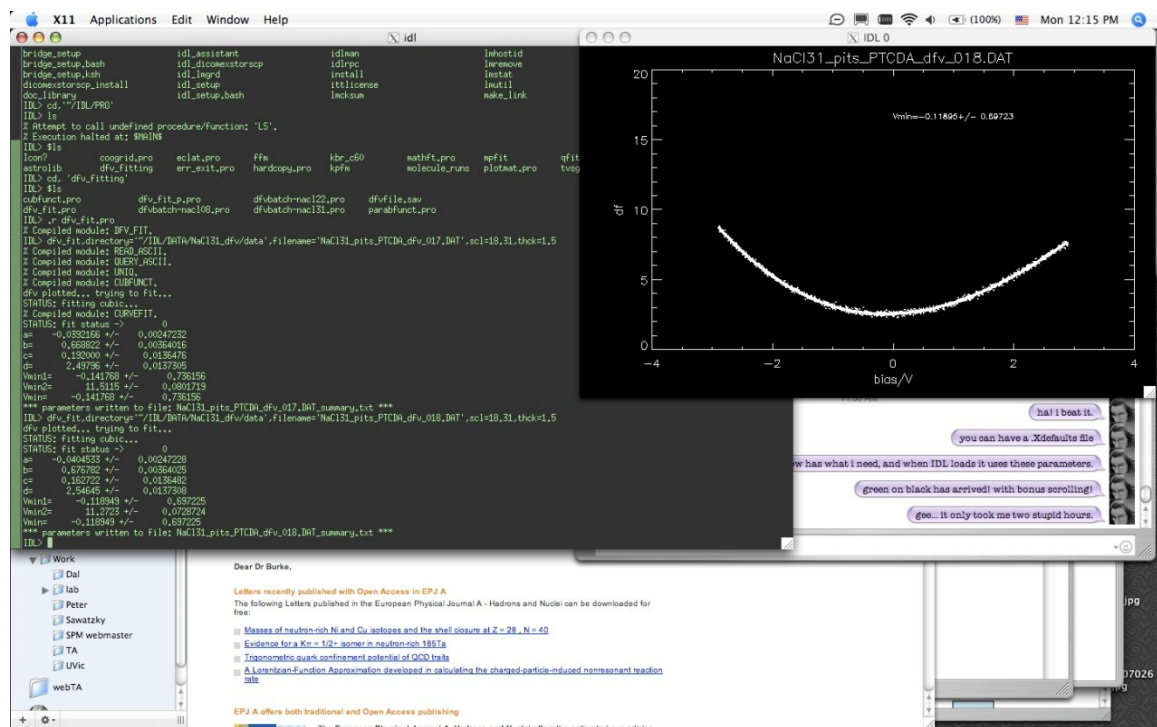 X11 Applications Edit Window Help
(100%) Mon 12:15 PM
idl
bridge_setup idl_assistant idlman lmhostid
bridge_setup.bash idl_dicomexstorscp idlrpc lmremove
bridge_setup.ksh idl_lmgrd install lmstat
dicomexstorscp_install idl_setup ittlicense lmutil
doc_library idl_setup.bash lmcksum make_link
IDL> cd,'~/IDL/PRO'
IDL> ls
% Attempt to call undefined procedure/function: 'LS'.
% Execution halted at: $MAIN$
IDL> $ls
Icon? coogrid.pro eclat.pro ffm kbr_c60 mathft.pro mpfit qfit
astrolib dfv_fitting err_exit.pro hardcopy.pro kpfm molecule_runs plotmat.pro tvsg
IDL> cd, 'dfv_fitting'
IDL> $ls
cubfunct.pro dfv_fit_p.pro dfvbatch-nacl22.pro dfvfile.sav
dfv_fit.pro dfvbatch-nacl08.pro dfvbatch-nacl31.pro parabfunct.pro
IDL> .r dfv_fit.pro
% Compiled module: DFV_FIT.
IDL> dfv_fit,directory='~/IDL/DATA/NaCl31_dfv/data',filename='NaCl31_pits_PTCDA_dfv_017.DAT',scl=18.31,thck=1.5
% Compiled module: READ_ASCII.
% Compiled module: QUERY_ASCII.
% Compiled module: UNIQ.
% Compiled module: CUBFUNCT.
dfv plotted... trying to fit...
STATUS: fitting cubic...
% Compiled module: CURVEFIT.
STATUS: fit status -> 0
a= -0.0392166 +/- 0.00247232
b= 0.668822 +/- 0.00364016
c= 0.192000 +/- 0.0136476
d= 2.49796 +/- 0.0137305
Vmin1= -0.141768 +/- 0.736156
Vmin2= 11.5115 +/- 0.0801719
Vmin= -0.141768 +/- 0.736156
*** parameters written to file: NaCl31_pits_PTCDA_dfv_017.DAT_summary.txt ***
IDL> dfv_fit,directory='~/IDL/DATA/NaCl31_dfv/data',filename='NaCl31_pits_PTCDA_dfv_018.DAT',scl=18.31,thck=1.5
dfv plotted... trying to fit...
STATUS: fitting cubic...
STATUS: fit status -> 0
a= -0.0404533 +/- 0.00247228
b= 0.676782 +/- 0.00364025
c= 0.162722 +/- 0.0136482
d= 2.54645 +/- 0.0137308
Vmin1= -0.118949 +/- 0.697225
Vmin2= 11.2723 +/- 0.0728724
Vmin= -0.118949 +/- 0.697225
*** parameters written to file: NaCl31_pits_PTCDA_dfv_018.DAT_summary.txt ***
IDL>
IDL 0
NaCl31_pits_PTCDA_dfv_018.DAT
Vmin=-0.11895+/- 0.69723
20
15
10
5
0
df
-4 -2 0 2 4
bias/V
ha! i beat it.
you can have a .Xdefaults file
ow has what i need, and when IDL loads it uses these parameters.
green on black has arrived! with bonus scrolling!
gee... it only took me two stupid hours.
Work
Dal
lab
Peter
Sawatzky
SPM webmaster
TA
UVic
webTA
Dear Dr Burke,
Letters recently published with Open Access in EPJ A
The following Letters published in the European Physical Journal A - Hadrons and Nuclei can be downloaded for
free:
Masses of neutron-rich Ni and Cu isotopes and the shell closure at Z = 28 , N = 40
Evidence for a Kπ = 1/2+ isomer in neutron-rich 185Ta
Trigonometric quark confinement potential of QCD traits
A Lorentzian-Function Approximation developed in calculating the charged-particle-induced nonresonant reaction
rate
EPJ A offers both traditional and Open Access publishing
jpg
07026